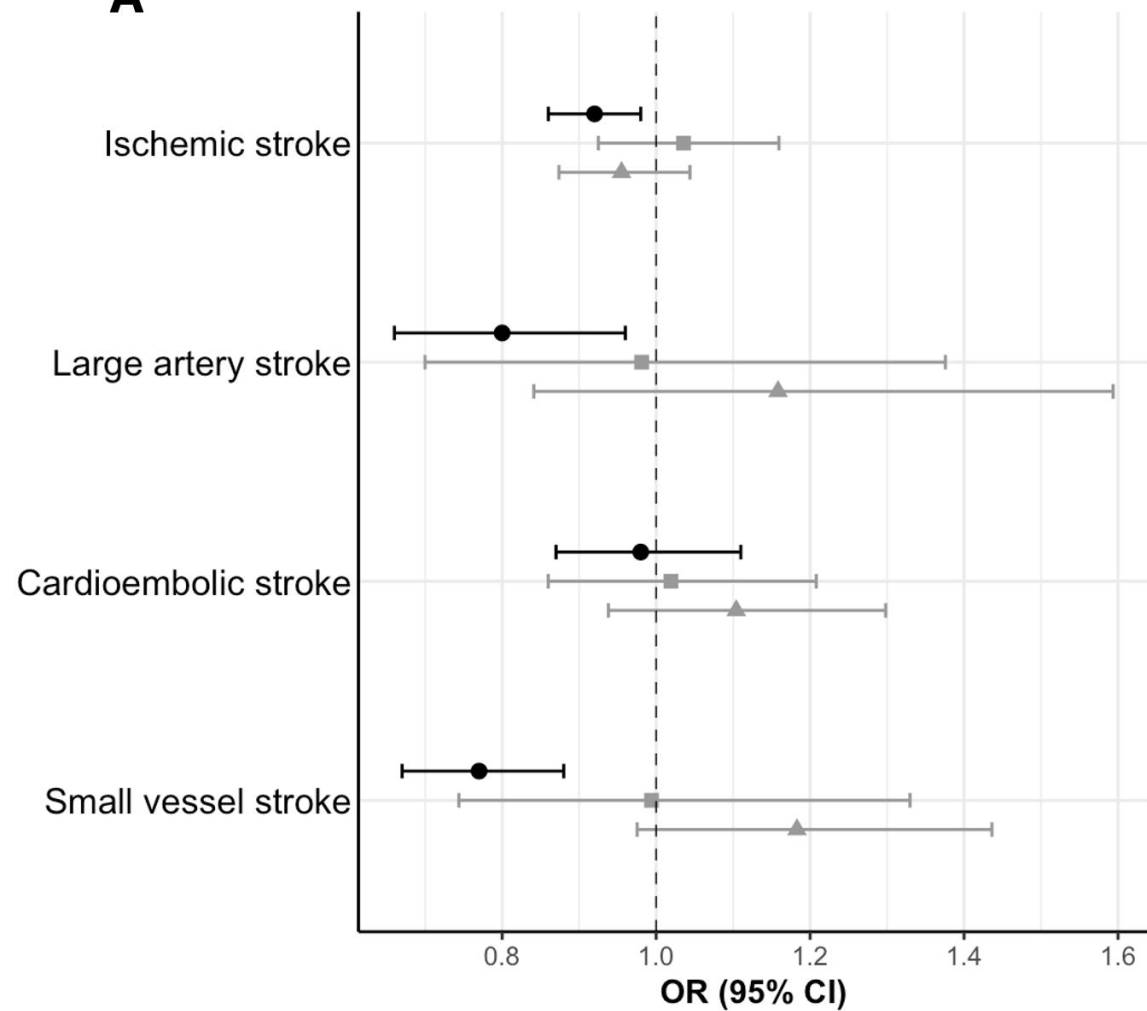 A
Ischemic stroke
Large artery stroke
Cardioembolic stroke
Small vessel stroke
0.8 1.0 1.2 1.4 1.6
OR (95% CI)